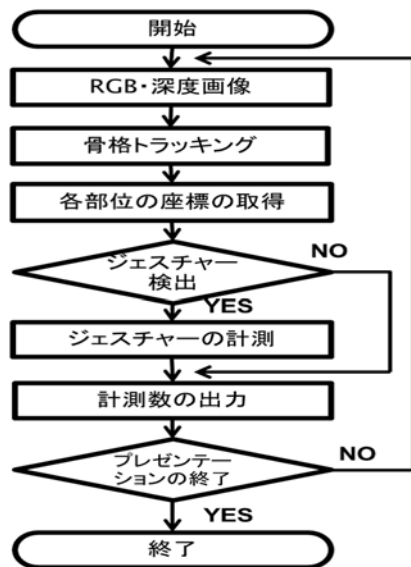 開始
RGB・深度画像
骨格トラッキング
各部位の座標の取得
ジェスチャー
検出
NO
YES
ジェスチャーの計測
計測数の出力
プレゼンテー
ションの終了
NO
YES
終了